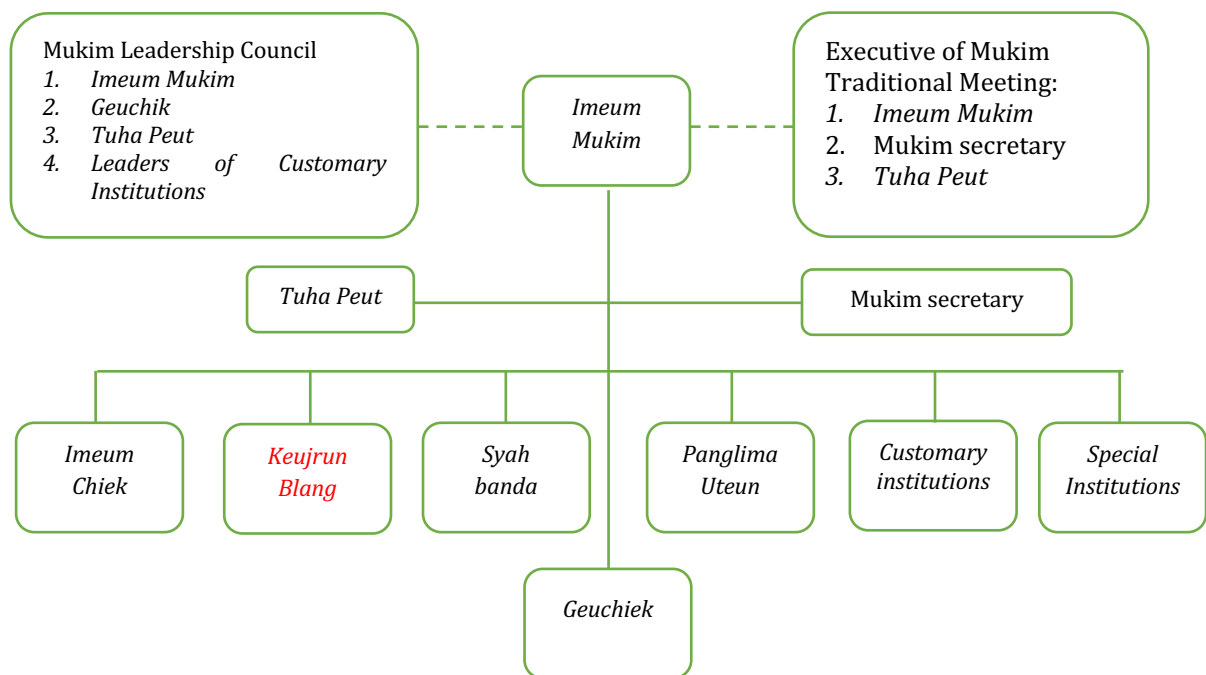 Mukim Leadership Council
1. Imeum Mukim
2. Geuchik
3. Tuha Peut
4. Leaders of Customary
Institutions
Imeum
Mukim
Executive of Mukim
Traditional Meeting:
1. Imeum Mukim
2. Mukim secretary
3. Tuha Peut
Tuha Peut
Mukim secretary
Imeum
Chiek
Keujrun
Blang
Syah
banda
Panglima
Uteun
Customary
institutions
Special
Institutions
Geuchiek